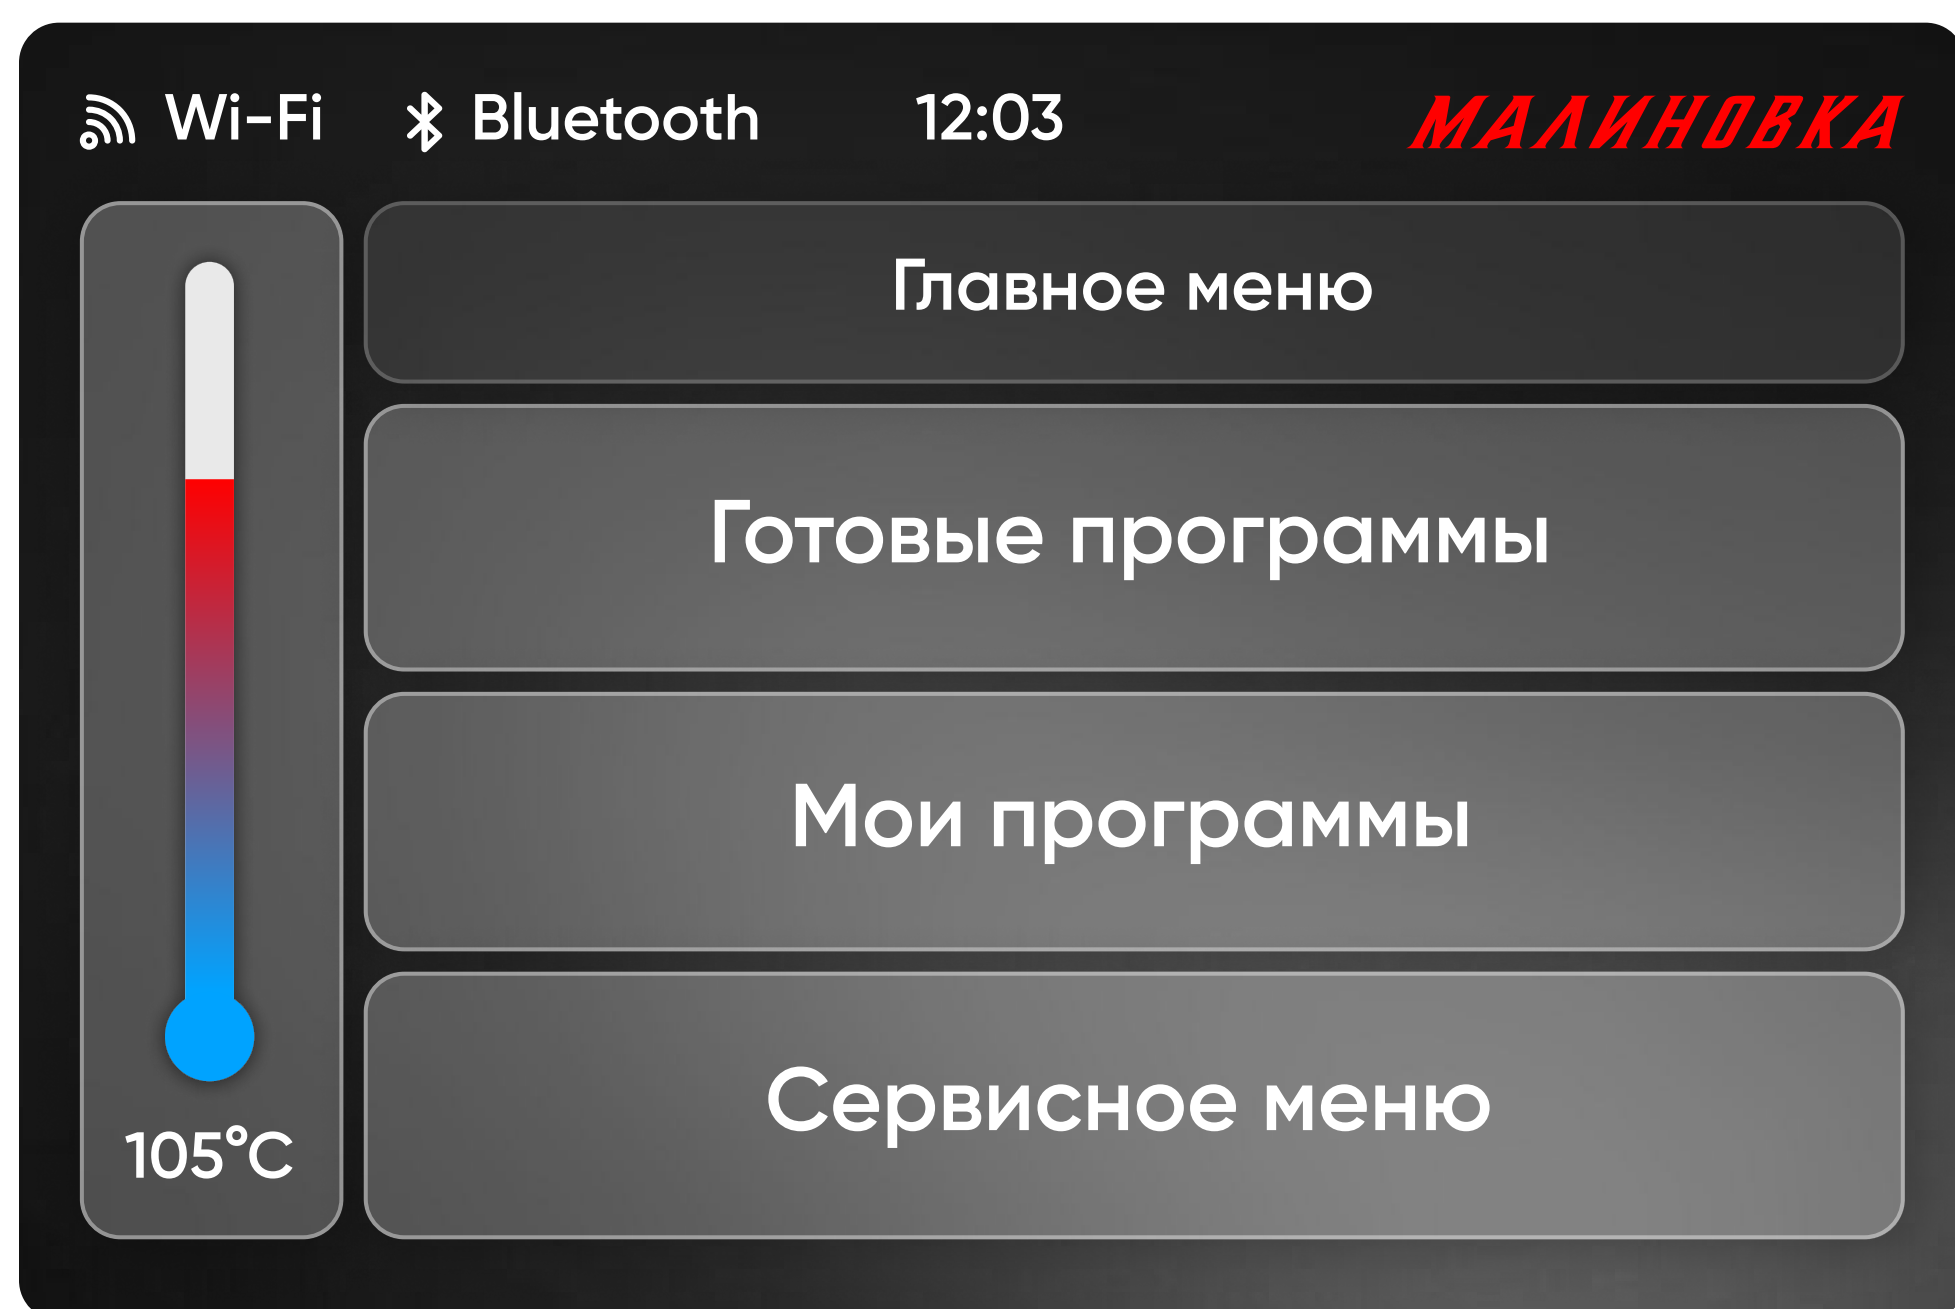 Wi-Fi Bluetooth 12:03 МАЛИНОВКА
Главное меню
Готовые программы
Мои программы
Сервисное меню
105°C